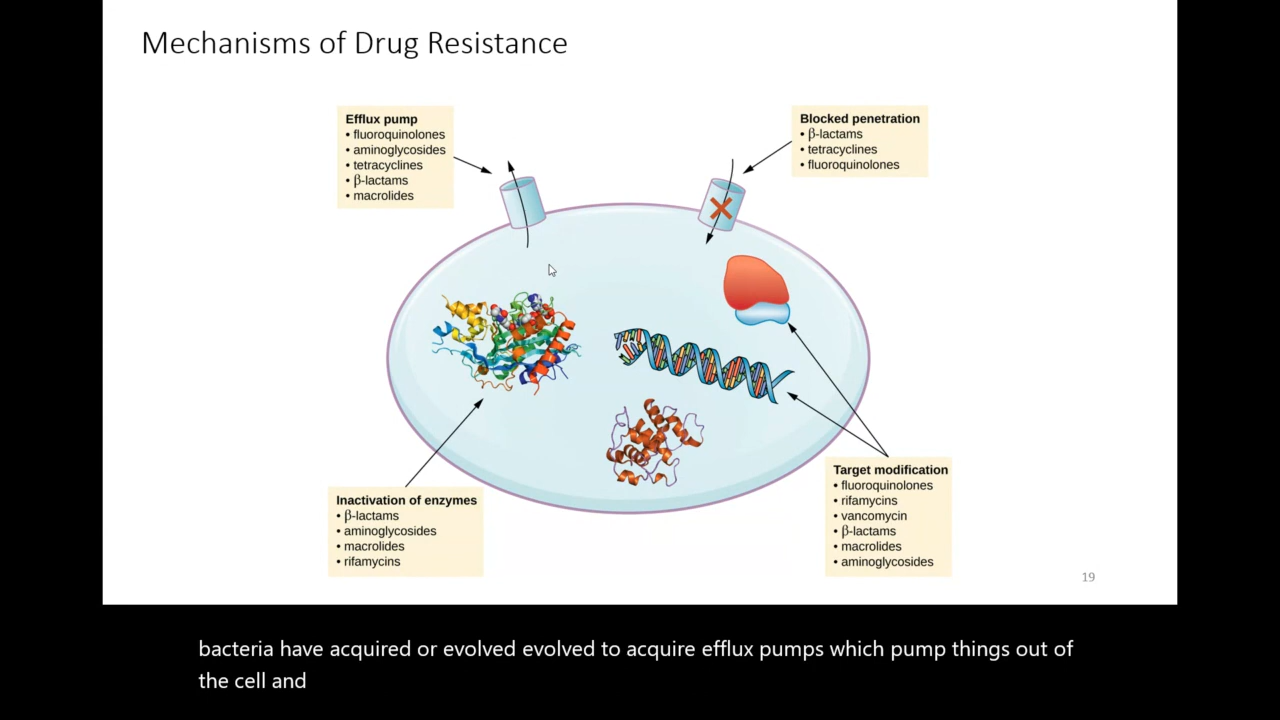 Mechanisms of Drug Resistance
Efflux pump
• fluoroquinolones
• aminoglycosides
• tetracyclines
• β-lactams
• macrolides
Blocked penetration
• β-lactams
• tetracyclines
• fluoroquinolones
Inactivation of enzymes
• β-lactams
• aminoglycosides
• macrolides
• rifamycins
Target modification
• fluoroquinolones
• rifamycins
• vancomycin
• β-lactams
• macrolides
• aminoglycosides
19
bacteria have acquired or evolved evolved to acquire efflux pumps which pump things out of
the cell and